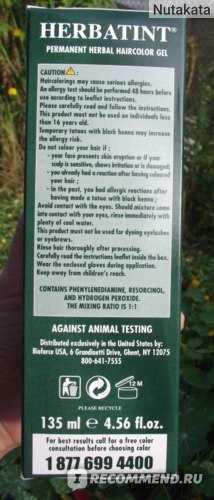 Nutakata
HERBATINT
PERMANENT HERBAL HAIRCOLOR GEL
CAUTION
Haircolorings may cause serious allergies.
An allergy test should be performed 48 hours before
use according to leaflet instructions.
Please carefully read and follow the instructions.
This product must not be used on individuals less
than 16 years old.
Temporary tatoos with black henna may increase
the allergy risk.
Do not colour your hair if :
- your face presents skin eruption or if your
scalp is sensitive, shows irritation or is damaged;
- you already had a reaction after having coloured
your hair ;
- in the past, you had allergic reactions after
having made a tatoo with black henna ;
Avoid contact with the eyes. Should mixture come
into contact with your eyes, rinse immediately with
plenty of cool water.
This product must not be used for dyeing eyelashes
or eyebrows.
Rinse hair thoroughly after processing.
Carefully read the instructions leaflet inside the box.
Wear the enclosed gloves during application.
Keep away from children's reach.
CONTAINS PHENYLENEDIAMINE, RESORCINOL,
AND HYDROGEN PEROXIDE.
THE MIXING RATIO IS 1:1
AGAINST ANIMAL TESTING
Distributed exclusively in the United States by:
Bioforce USA, 6 Grandinetti Drive, Ghent, NY 12075
800-641-7555
12 M
PLEASE RECYCLE
135 ml ℮ 4.56 fl.oz.
For best results call for a free color
consultation before choosing color
1 877 699 4400
IRECOMMEND.RU